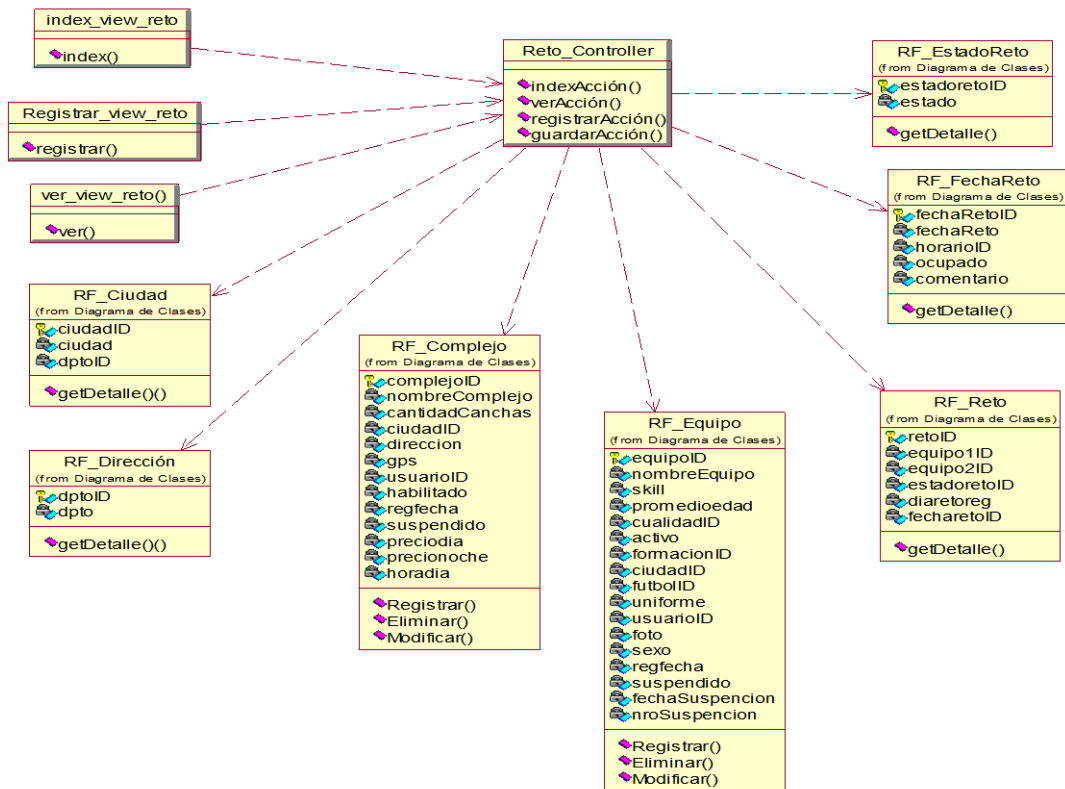 index_view_reto
index()
Registrar_view_reto
registrar()
ver_view_reto()
ver()
Reto_Controller
indexAcción()
verAcción()
registrarAcción()
guardarAcción()
RF_EstadoReto
(from Diagrama de Clases)
estadoretoID
estado
getDetalle()
RF_FechaReto
(from Diagrama de Clases)
fechaRetoID
fechaReto
horarioID
ocupado
comentario
getDetalle()
RF_Ciudad
(from Diagrama de Clases)
ciudadID
ciudad
dptoID
getDetalle()()
RF_Dirección
(from Diagrama de Clases)
dptoID
dpto
getDetalle()()
RF_Complejo
(from Diagrama de Clases)
complejoID
nombreComplejo
cantidadCanchas
ciudadID
direccion
gps
usuarioID
habilitado
regfecha
suspendido
preciodia
precionoche
horadia
Registrar()
Eliminar()
Modificar()
RF_Equipo
(from Diagrama de Clases)
equipoID
nombreEquipo
skill
promedioedad
cualidadID
activo
formacionID
ciudadID
futbolID
uniforme
usuarioID
foto
sexo
regfecha
suspendido
fechaSuspencion
nroSuspencion
Registrar()
Eliminar()
Modificar()
RF_Reto
(from Diagrama de Clases)
retoID
equipo1ID
equipo2ID
estadoretoID
diaretoreg
fecharetoID
getDetalle()